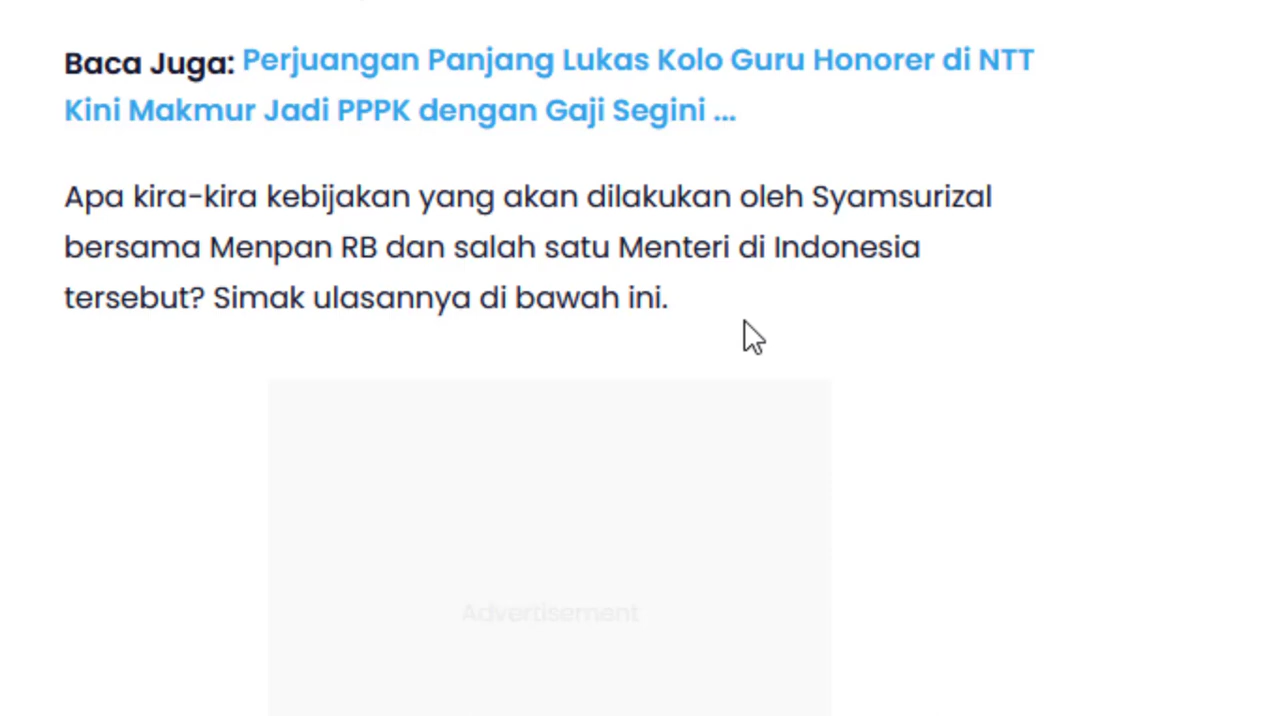 Baca Juga: Perjuangan Panjang Lukas Kolo Guru Honorer di NTT
Kini Makmur Jadi PPPK dengan Gaji Segini ...
Apa kira-kira kebijakan yang akan dilakukan oleh Syamsurizal
bersama Menpan RB dan salah satu Menteri di Indonesia
tersebut? Simak ulasannya di bawah ini.
Advertisement